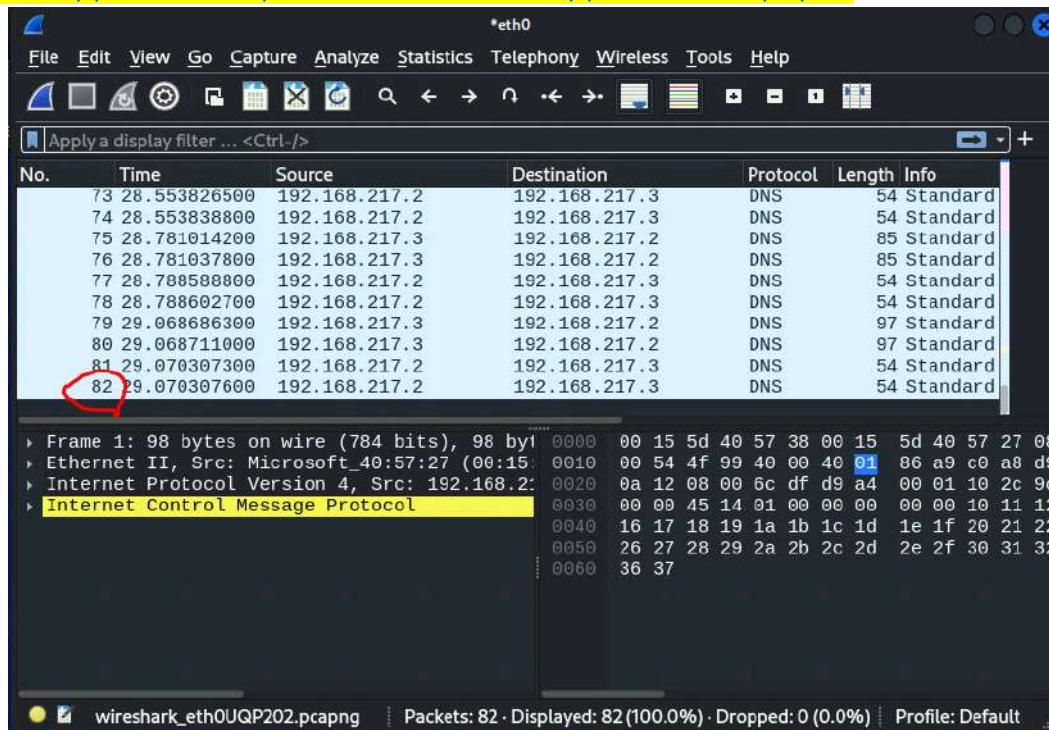 *eth0
File Edit View Go Capture Analyze Statistics Telephony Wireless Tools Help
Apply a display filter ... <Ctrl-/>
No. Time Source Destination Protocol Length Info
73 28.553826500 192.168.217.2 192.168.217.3 DNS 54 Standard
74 28.553838800 192.168.217.2 192.168.217.3 DNS 54 Standard
75 28.781014200 192.168.217.3 192.168.217.2 DNS 85 Standard
76 28.781037800 192.168.217.3 192.168.217.2 DNS 85 Standard
77 28.788588800 192.168.217.2 192.168.217.3 DNS 54 Standard
78 28.788602700 192.168.217.2 192.168.217.3 DNS 54 Standard
79 29.068686300 192.168.217.3 192.168.217.2 DNS 97 Standard
80 29.068711000 192.168.217.3 192.168.217.2 DNS 97 Standard
81 29.070307300 192.168.217.2 192.168.217.3 DNS 54 Standard
82 29.070307600 192.168.217.2 192.168.217.3 DNS 54 Standard
Frame 1: 98 bytes on wire (784 bits), 98 byt 0000 00 15 5d 40 57 38 00 15 5d 40 57 27 08
Ethernet II, Src: Microsoft_40:57:27 (00:15: 0010 00 54 4f 99 40 00 40 01 86 a9 c0 a8 d9
Internet Protocol Version 4, Src: 192.168.21 0020 0a 12 08 00 6c df d9 a4 00 01 10 2c 9c
Internet Control Message Protocol 0030 00 00 45 14 01 00 00 00 00 00 10 11 12
0040 16 17 18 19 1a 1b 1c 1d 1e 1f 20 21 22
0050 26 27 28 29 2a 2b 2c 2d 2e 2f 30 31 32
0060 36 37
wireshark_eth0UQP202.pcapng Packets: 82 · Displayed: 82 (100.0%) · Dropped: 0 (0.0%) Profile: Default